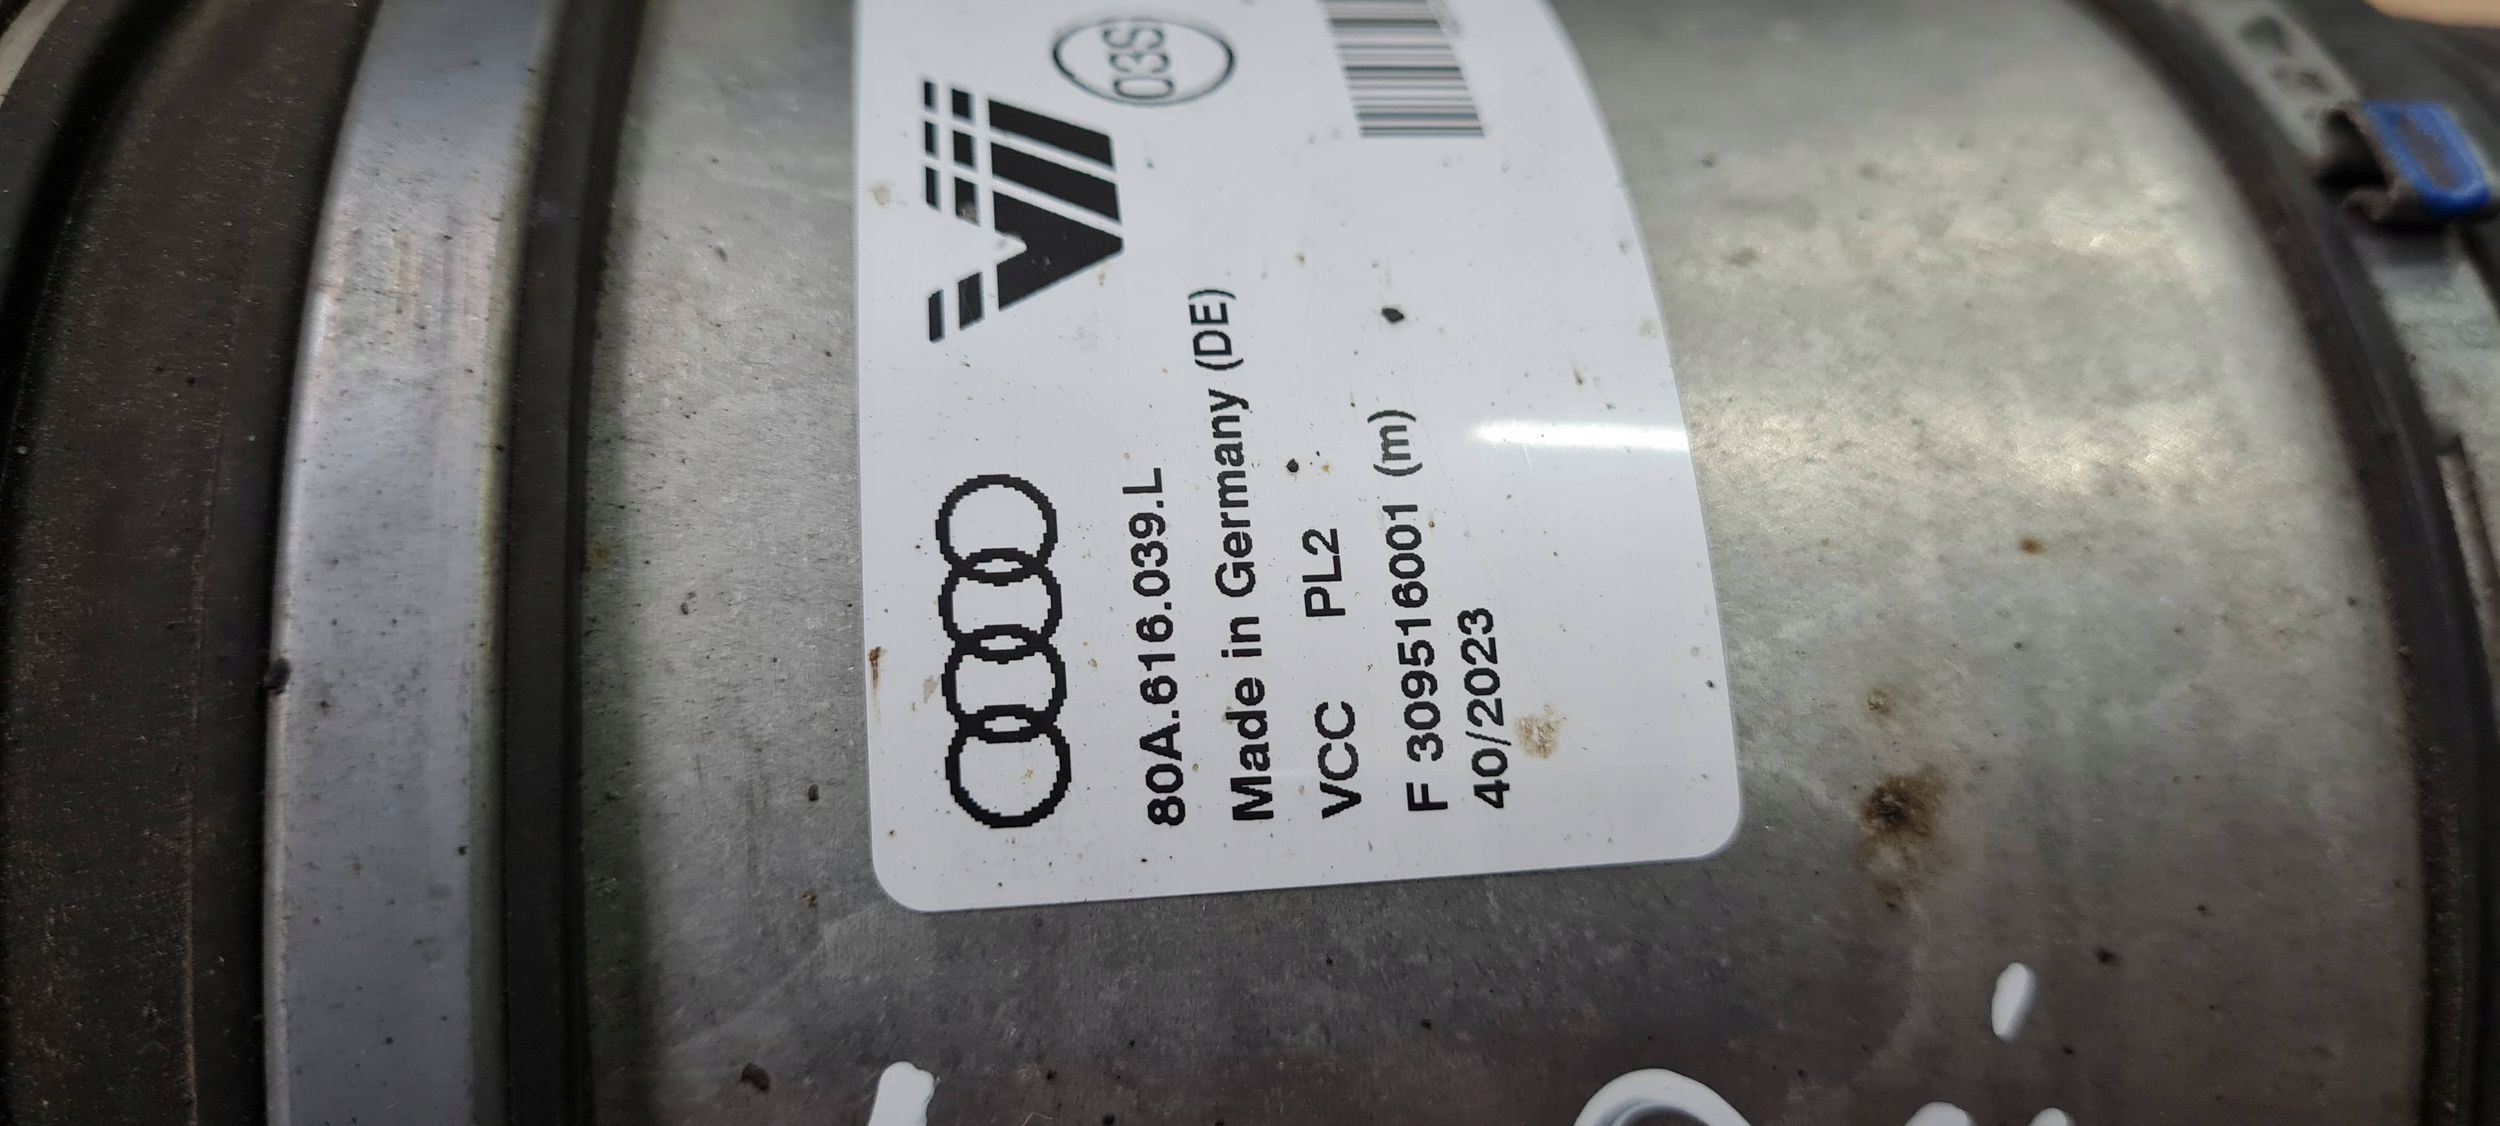 03S
80A.616.039.L
Made in Germany (DE)
VCC PL2
F 309516001 (m)
40/2023